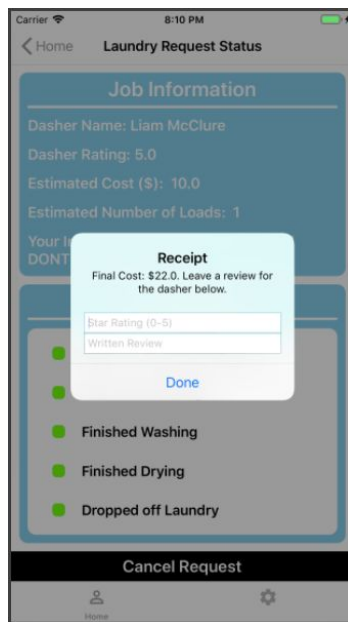 Carrier 8:10 PM
Home Laundry Request Status
Job Information
Dasher Name: Liam McClure
Dasher Rating: 5.0
Estimated Cost ($): 10.0
Estimated Number of Loads: 1
Your
DONT
Receipt
Final Cost: $22.0. Leave a review for
the dasher below.
Star Rating (0-5)
Written Review
Done
Finished Washing
Finished Drying
Dropped off Laundry
Cancel Request
Home